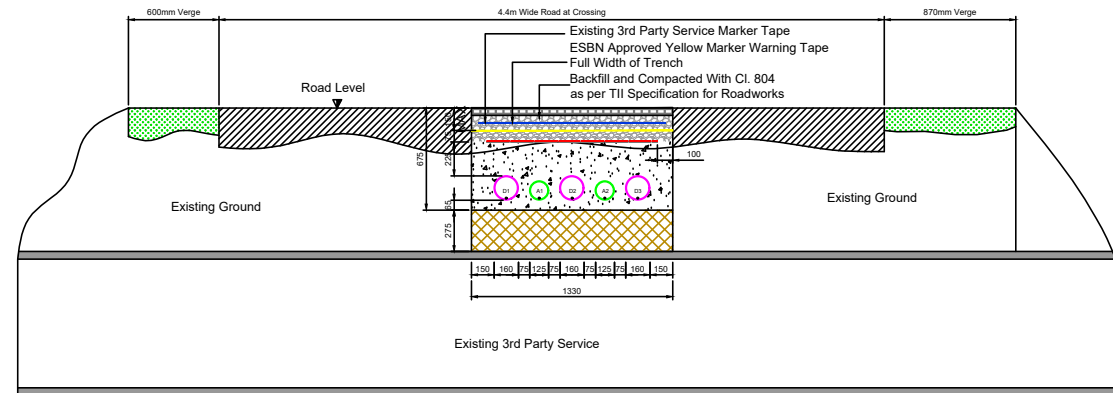 600mm Verge
4.4m Wide Road at Crossing
870mm Verge
Existing 3rd Party Service Marker Tape
ESBN Approved Yellow Marker Warning Tape
Full Width of Trench
Backfill and Compacted With Cl. 804
as per TII Specification for Roadworks
Road Level
675
100
D1
A1
D2
A2
D3
65
275
Existing Ground
Existing Ground
150 160 75 125 75 160 75 125 75 160 150
1330
Existing 3rd Party Service